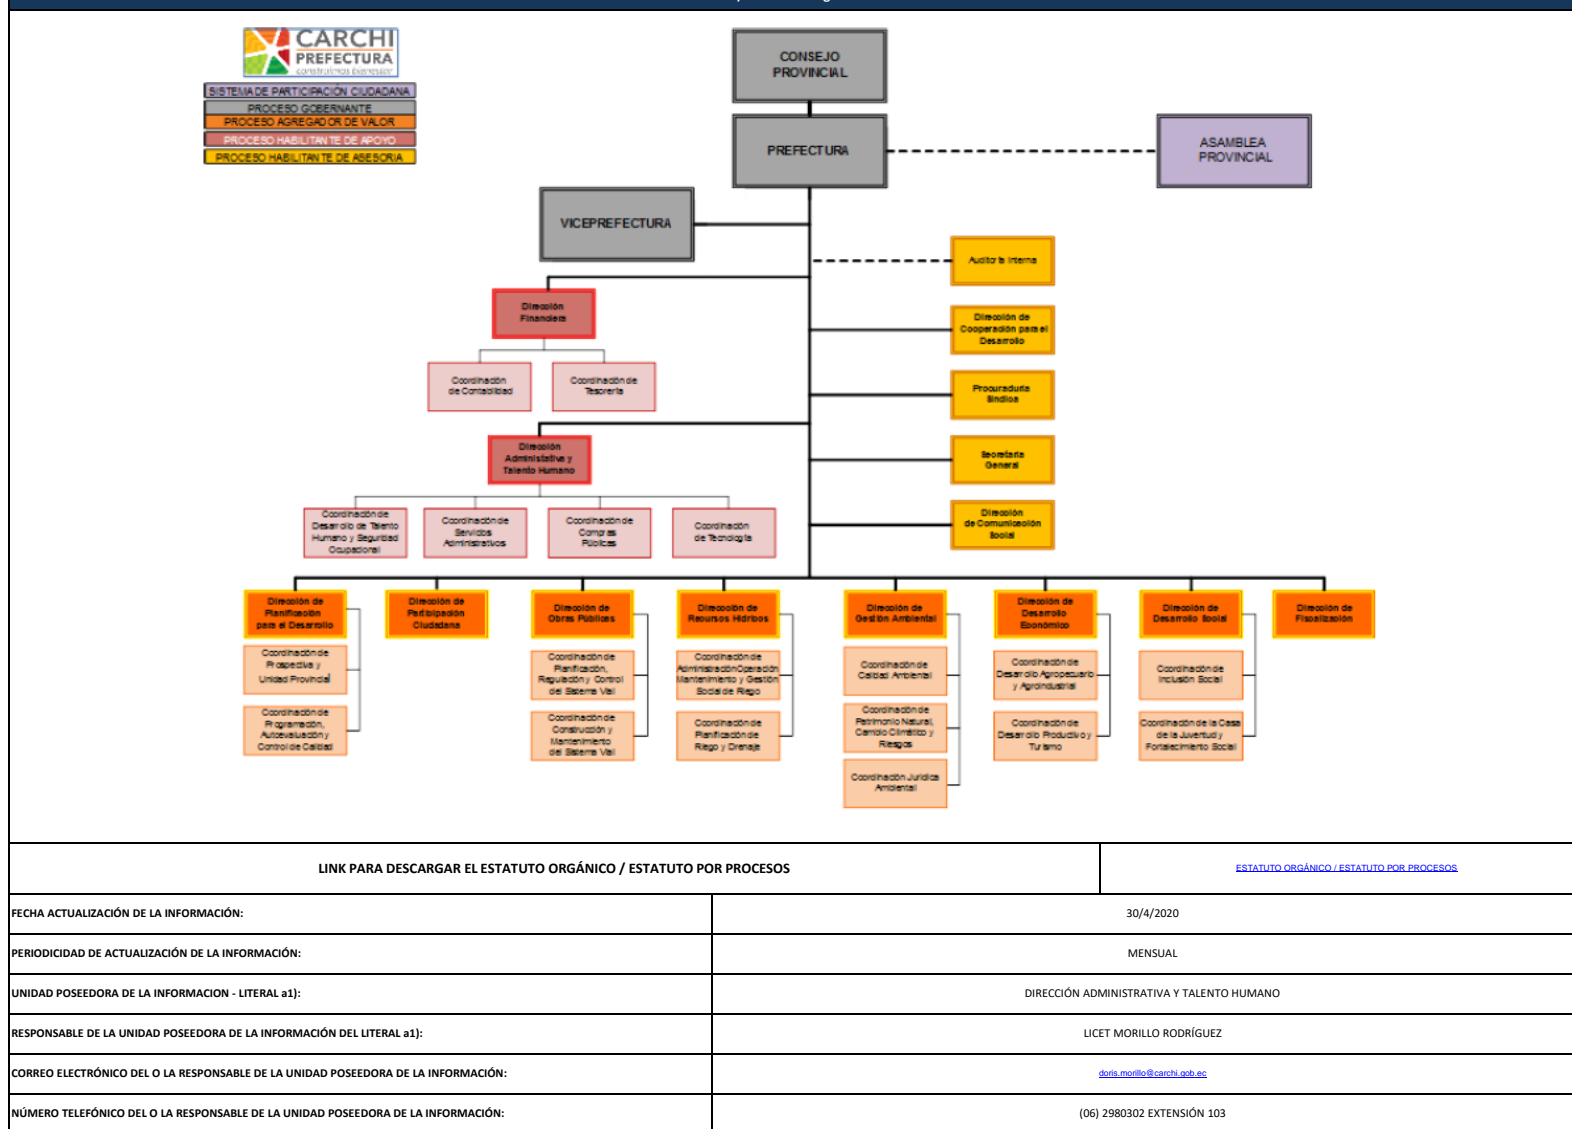 CARCHI
PREFECTURA
SISTEMA DE PARTICIPACIÓN CIUDADANA
PROCESO GOBERNANTE
PROCESO AGREGADOR DE VALOR
PROCESO HABILITANTE DE APOYO
PROCESO HABILITANTE DE ASESORIA
CONSEJO
PROVINCIAL
PREFECTURA
ASAMBLEA
PROVINCIAL
VICEPREFECTURA
Auditoría Interna
Dirección
Financiera
Dirección de
Cooperación para el
Desarrollo
Coordinación
de Contabilidad
Coordinación de
Tesorería
Procuraduría
Síndica
Dirección
Administativa y
Talento Humano
Secretaría
General
Coordinación de
Desarrollo de Talento
Humano y Seguridad
Ocupacional
Coordinación de
Servicios
Administrativos
Coordinación de
Compras
Públicas
Coordinación
de Tecnología
Dirección
de Comunicación
Social
Dirección de
Planificación
para el Desarrollo
Dirección de
Participación
Ciudadana
Dirección de
Obras Públicas
Dirección de
Recursos Hídricos
Dirección de
Gestión Ambiental
Dirección de
Desarrollo
Económico
Dirección de
Desarrollo Social
Dirección de
Fiscalización
Coordinación de
Prospectiva y
Unidad Provincial
Coordinación de
Planificación,
Regulación y Control
del Sistema Vial
Coordinación de
Administración Operación
Mantenimiento y Gestión
Social de Riego
Coordinación de
Calidad Ambiental
Coordinación de
Desarrollo Agropecuario
y Agroindustrial
Coordinación de
Inclusión Social
Coordinación de
Programación,
Autoevaluación y
Control de Calidad
Coordinación de
Construcción y
Mantenimiento
del Sistema Vial
Coordinación de
Planificación de
Riego y Drenaje
Coordinación de
Patrimonio Natural,
Cambio Climático y
Riesgos
Coordinación de
Desarrollo Productivo y
Turismo
Coordinación de la Casa
de la Juventud y
Fortalecimiento Social
Coordinación Jurídica
Ambiental
LINK PARA DESCARGAR EL ESTATUTO ORGÁNICO / ESTATUTO POR PROCESOS
ESTATUTO ORGÁNICO / ESTATUTO POR PROCESOS
FECHA ACTUALIZACIÓN DE LA INFORMACIÓN:
30/4/2020
PERIODICIDAD DE ACTUALIZACIÓN DE LA INFORMACIÓN:
MENSUAL
UNIDAD POSEEDORA DE LA INFORMACION - LITERAL a1):
DIRECCIÓN ADMINISTRATIVA Y TALENTO HUMANO
RESPONSABLE DE LA UNIDAD POSEEDORA DE LA INFORMACIÓN DEL LITERAL a1):
LICET MORILLO RODRÍGUEZ
CORREO ELECTRÓNICO DEL O LA RESPONSABLE DE LA UNIDAD POSEEDORA DE LA INFORMACIÓN:
doris.morillo@carchi.gob.ec
NÚMERO TELEFÓNICO DEL O LA RESPONSABLE DE LA UNIDAD POSEEDORA DE LA INFORMACIÓN:
(06) 2980302 EXTENSIÓN 103